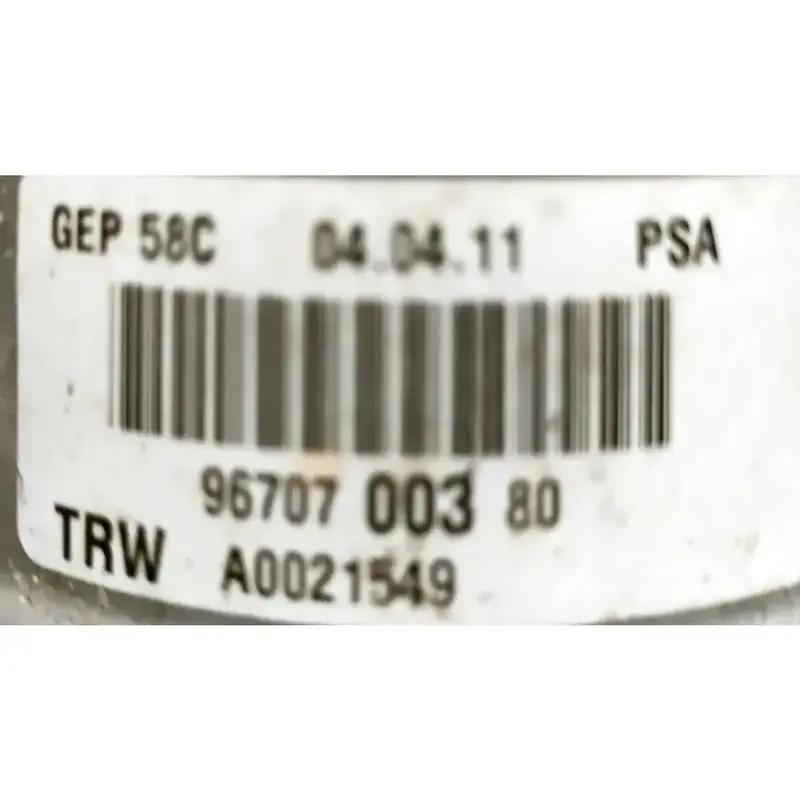 GEP 58C 04.04.11 PSA
96707 003 80
TRW A0021549